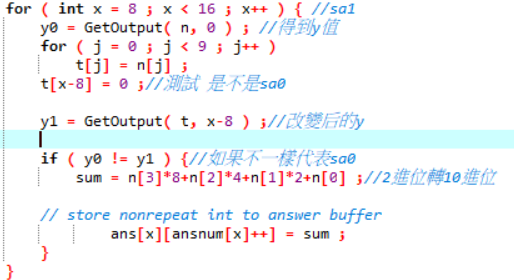 for ( int x = 8 ; x < 16 ; x++ ) { //sa1
y0 = GetOutput( n, 0 ) ; //得到y值
for ( j = 0 ; j < 9 ; j++ )
t[j] = n[j] ;
t[x-8] = 0 ;//測試 是不是sa0
y1 = GetOutput( t, x-8 ) ;//改變后的y
if ( y0 != y1 ) {//如果不一樣代表sa0
sum = n[3]*8+n[2]*4+n[1]*2+n[0] ;//2進位轉10進位
// store nonrepeat int to answer buffer
ans[x][ansnum[x]++] = sum ;
}
}